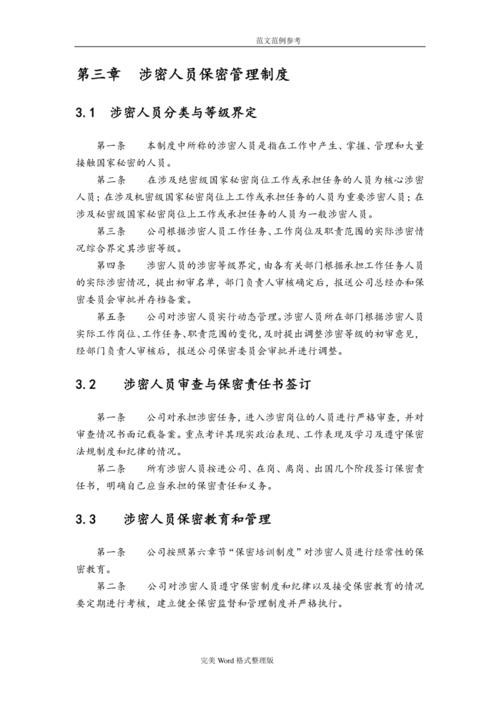 范文范例参考
第三章 涉密人员保密管理制度
3.1 涉密人员分类与等级界定
第一条 本制度中所称的涉密人员是指在工作中产生、掌握、管理和大量
接触国家秘密的人员。
第二条 在涉及绝密级国家秘密岗位工作或承担任务的人员为核心涉密
人员；在涉及机密级国家秘密岗位上工作或承担任务的人员为重要涉密人员；在
涉及秘密级国家秘密岗位上工作或承担任务的人员为一般涉密人员。
第三条 公司根据涉密人员工作任务、工作岗位及职责范围的实际涉密情
况综合界定其涉密等级。
第四条 涉密人员的涉密等级界定，由各有关部门根据承担工作任务人员
的实际涉密情况，提出初审名单，部门负责人审核确定后，报送公司总经办和保
密委员会审批并存档备案。
第五条 公司对涉密人员实行动态管理。涉密人员所在部门根据涉密人员
实际工作岗位、工作任务、职责范围的变化，及时提出调整涉密等级的初审意见，
经部门负责人审核后，报送公司保密委员会审批并进行调整。
3.2 涉密人员审查与保密责任书签订
第一条 公司对承担涉密任务，进入涉密岗位的人员进行严格审查，并对
审查情况书面记载备案。重点考评其现实政治表现、工作表现及学习及遵守保密
法规制度和纪律的情况。
第二条 所有涉密人员按进公司、在岗、离岗、出国几个阶段签订保密责
任书，明确自己应当承担的保密责任和义务。
3.3 涉密人员保密教育和管理
第一条 公司按照第六章节“保密培训制度”对涉密人员进行经常性的保
密教育。
第二条 公司对涉密人员遵守保密制度和纪律以及接受保密教育的情况
要定期进行考核，建立健全保密监督和管理制度并严格执行。
完美 Word 格式整理版